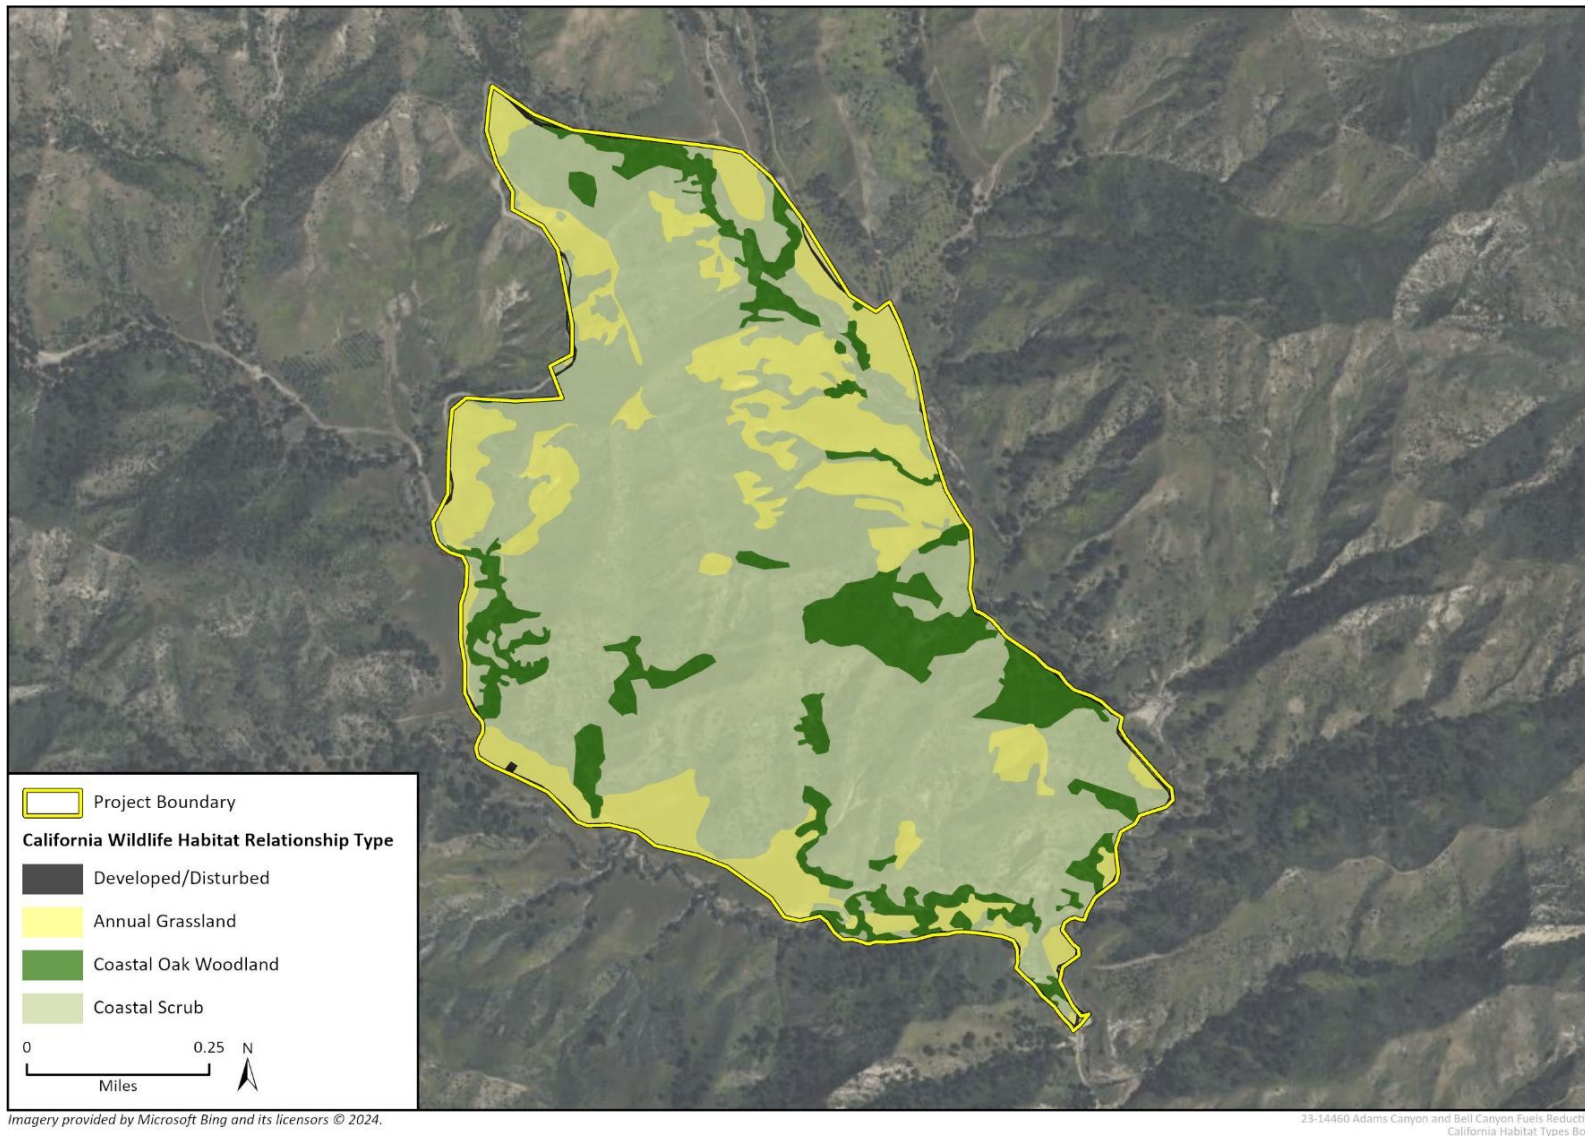 Project Boundary
California Wildlife Habitat Relationship Type
Developed/Disturbed
Annual Grassland
Coastal Oak Woodland
Coastal Scrub
0 0.25 N
Miles
Imagery provided by Microsoft Bing and its licensors © 2024.
23-14460 Adams Canyon and Bell Canyon Fuels Reducti
California Habitat Types Bo